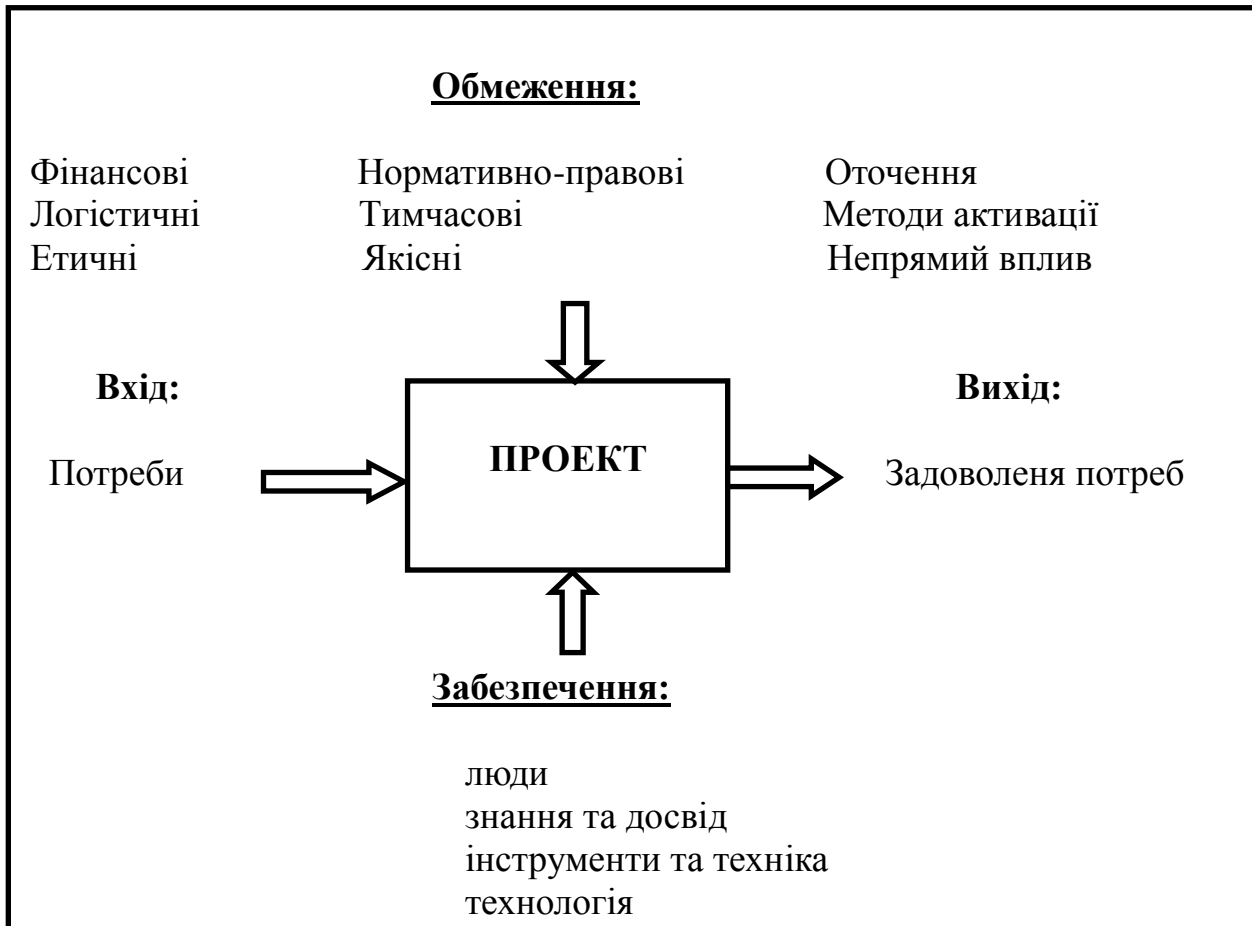 Обмеження:
Фінансові Нормативно-правові Оточення
Логістичні Тимчасові Методи активації
Етичні Якісні Непрямий вплив
Вхід: Вихід:
ПРОЕКТ
Потреби Задоволеня потреб
Забезпечення:
люди
знання та досвід
інструменти та техніка
технологія